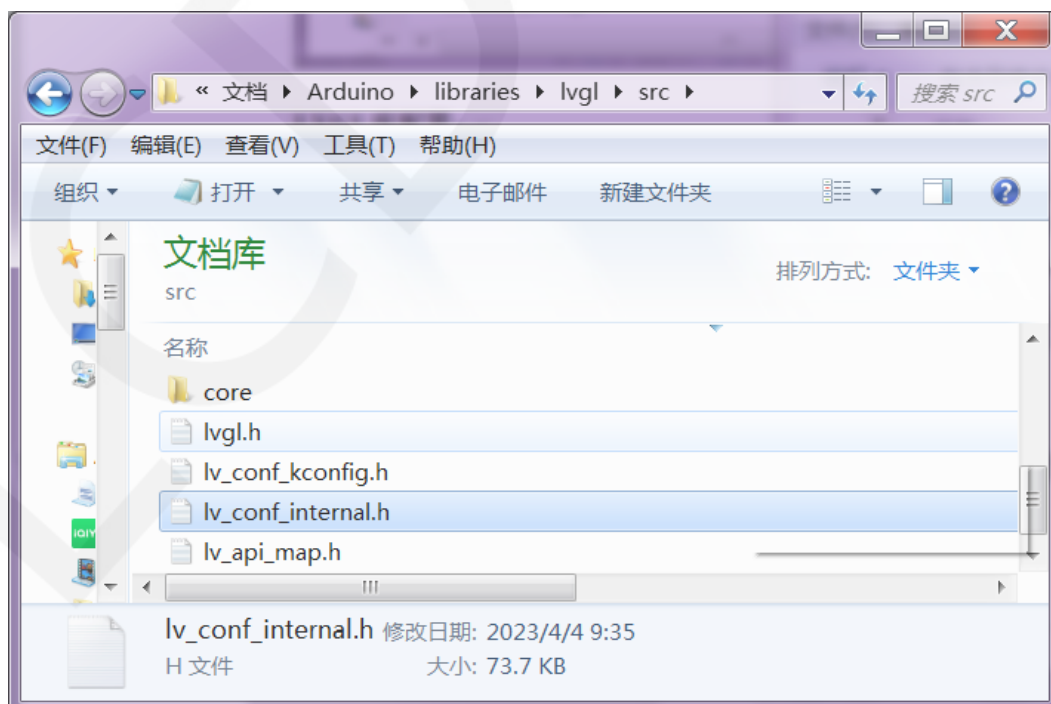 « 文档 ▸ Arduino ▸ libraries ▸ lvgl ▸ src ▸ 搜索 src
文件(F) 编辑(E) 查看(V) 工具(T) 帮助(H)
组织 打开 共享 电子邮件 新建文件夹
文档库
src
排列方式: 文件夹
名称
core
lvgl.h
lv_conf_kconfig.h
lv_conf_internal.h
lv_api_map.h
lv_conf_internal.h 修改日期: 2023/4/4 9:35
H 文件 大小: 73.7 KB